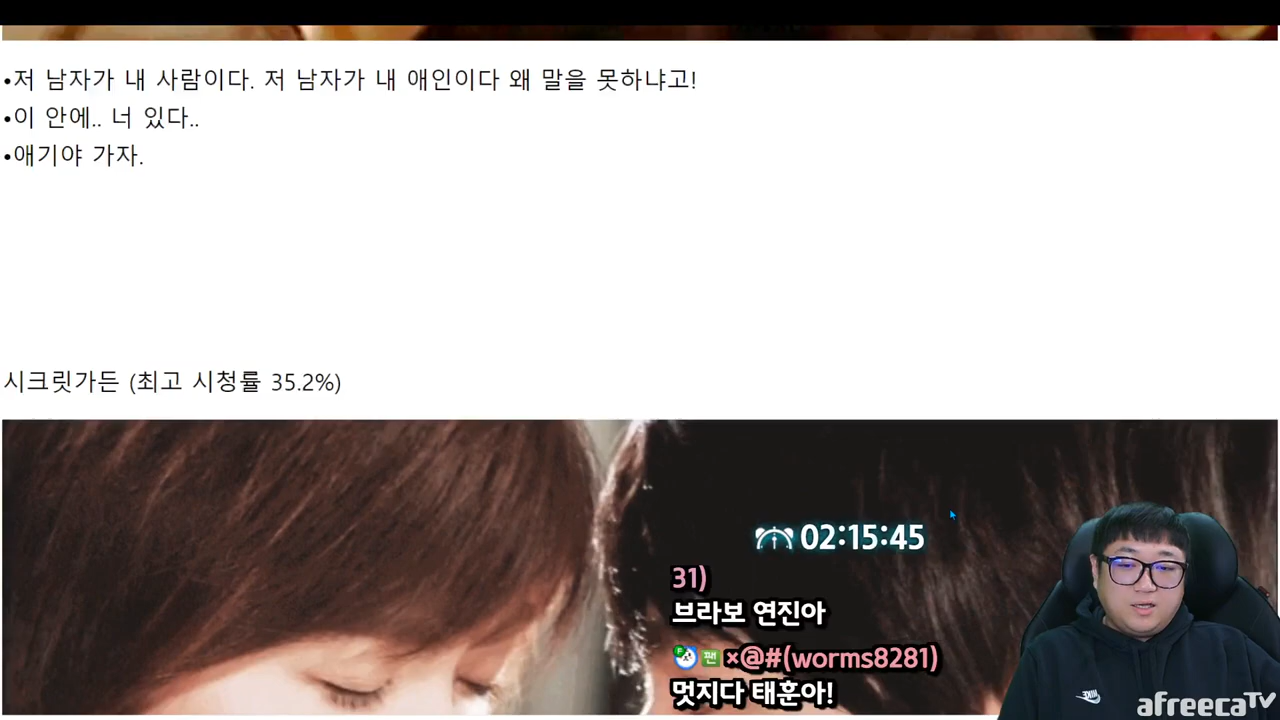 •저 남자가 내 사람이다. 저 남자가 내 애인이다 왜 말을 못하냐고!
•이 안에.. 너 있다..
•애기야 가자.
시크릿가든 (최고 시청률 35.2%)
02:15:45
31)
브라보 연진아
F 팬 ×@#(worms8281)
멋지다 태훈아!
NIKE
afreecaTV